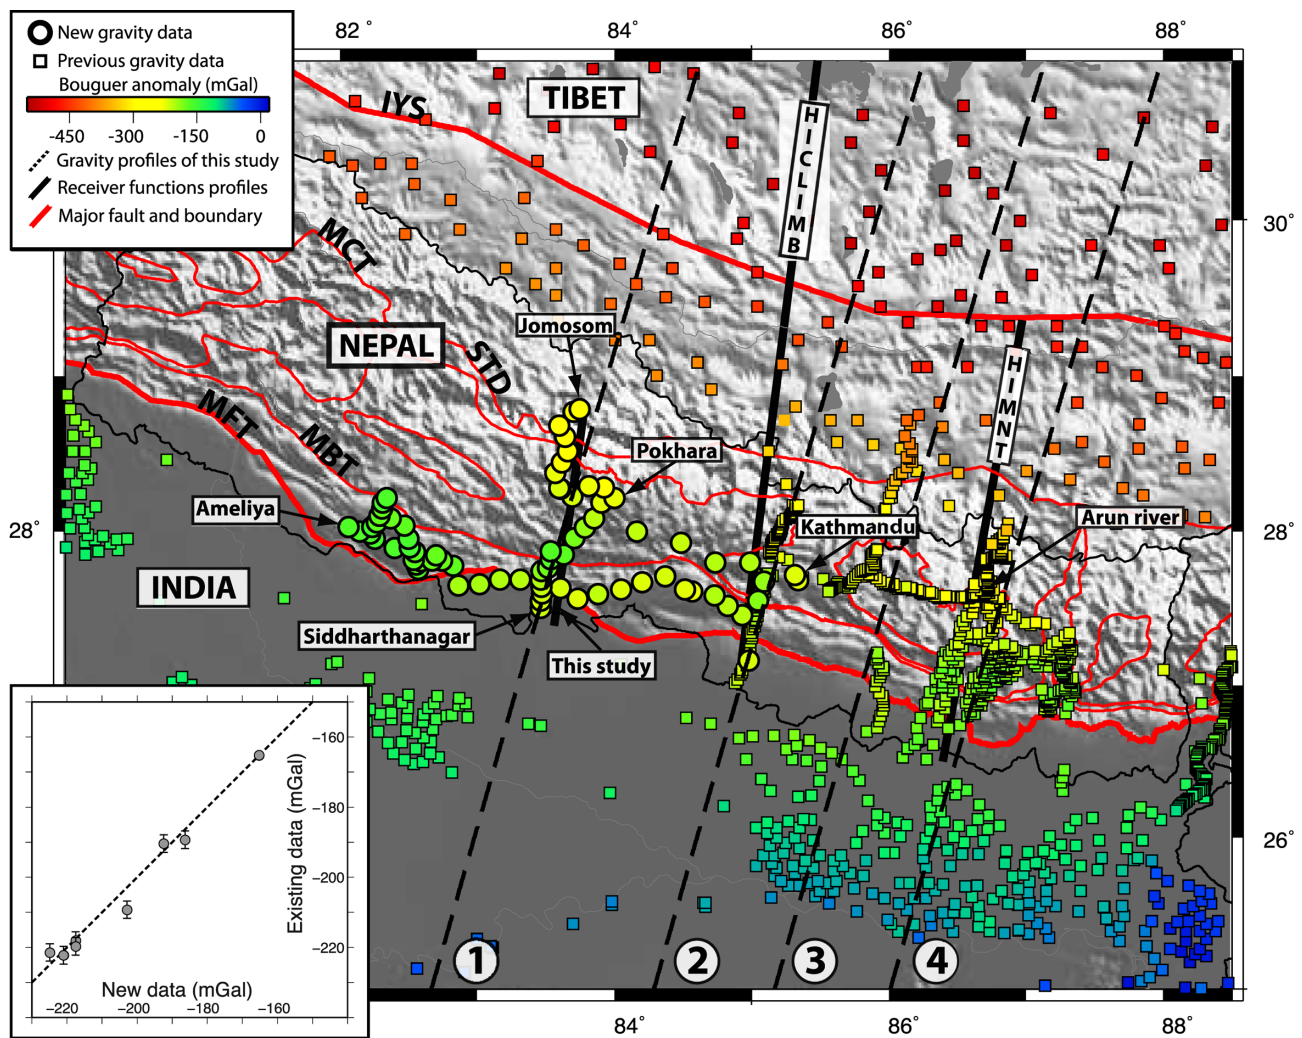 82°
84°
86°
88°
New gravity data
Previous gravity data
Bouguer anomaly (mGal)
-450 -300 -150 0
Gravity profiles of this study
Receiver functions profiles
Major fault and boundary
IYS
TIBET
HICLIMB
30°
MCT
Jomosom
NEPAL
STD
HIMNT
MFT
MBT
Pokhara
Ameliya
28°
Kathmandu
Arun river
28°
INDIA
Siddharthanagar
This study
26°
1
2
3
4
84°
86°
88°
Existing data (mGal)
−160
−180
−200
−220
New data (mGal)
−220 −200 −180 −160